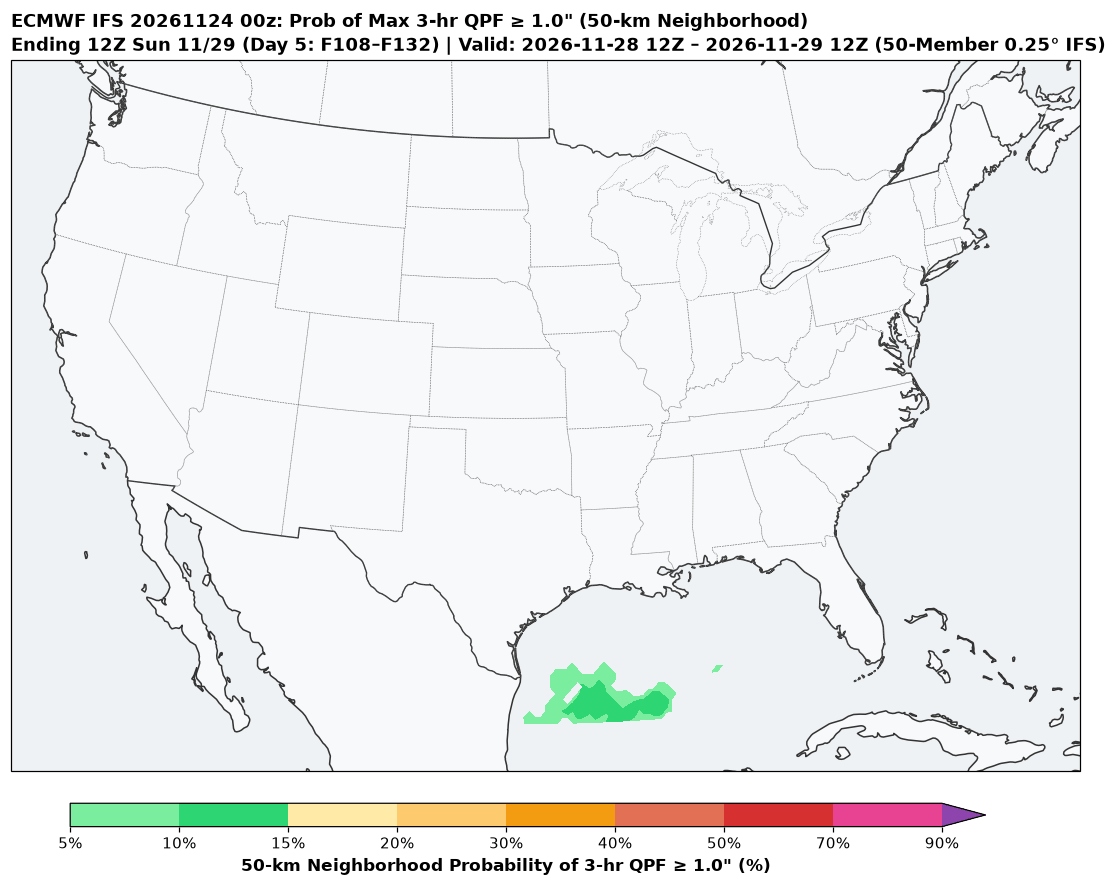 ECMWF IFS 20261124 00z: Prob of Max 3-hr QPF ≥ 1.0" (50-km Neighborhood)
Ending 12Z Sun 11/29 (Day 5: F108–F132) | Valid: 2026-11-28 12Z – 2026-11-29 12Z (50-Member 0.25° IFS)
5% 10% 15% 20% 30% 40% 50% 70% 90%
50-km Neighborhood Probability of 3-hr QPF ≥ 1.0" (%)